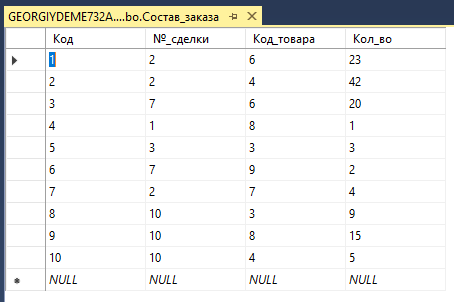 GEORGIYDEME732A....bo.Состав_заказа
Код №_сделки Код_товара Кол_во
1 2 6 23
2 2 4 42
3 7 6 20
4 1 8 1
5 3 3 3
6 7 9 2
7 2 7 4
8 10 3 9
9 10 8 15
10 10 4 5
NULL NULL NULL NULL